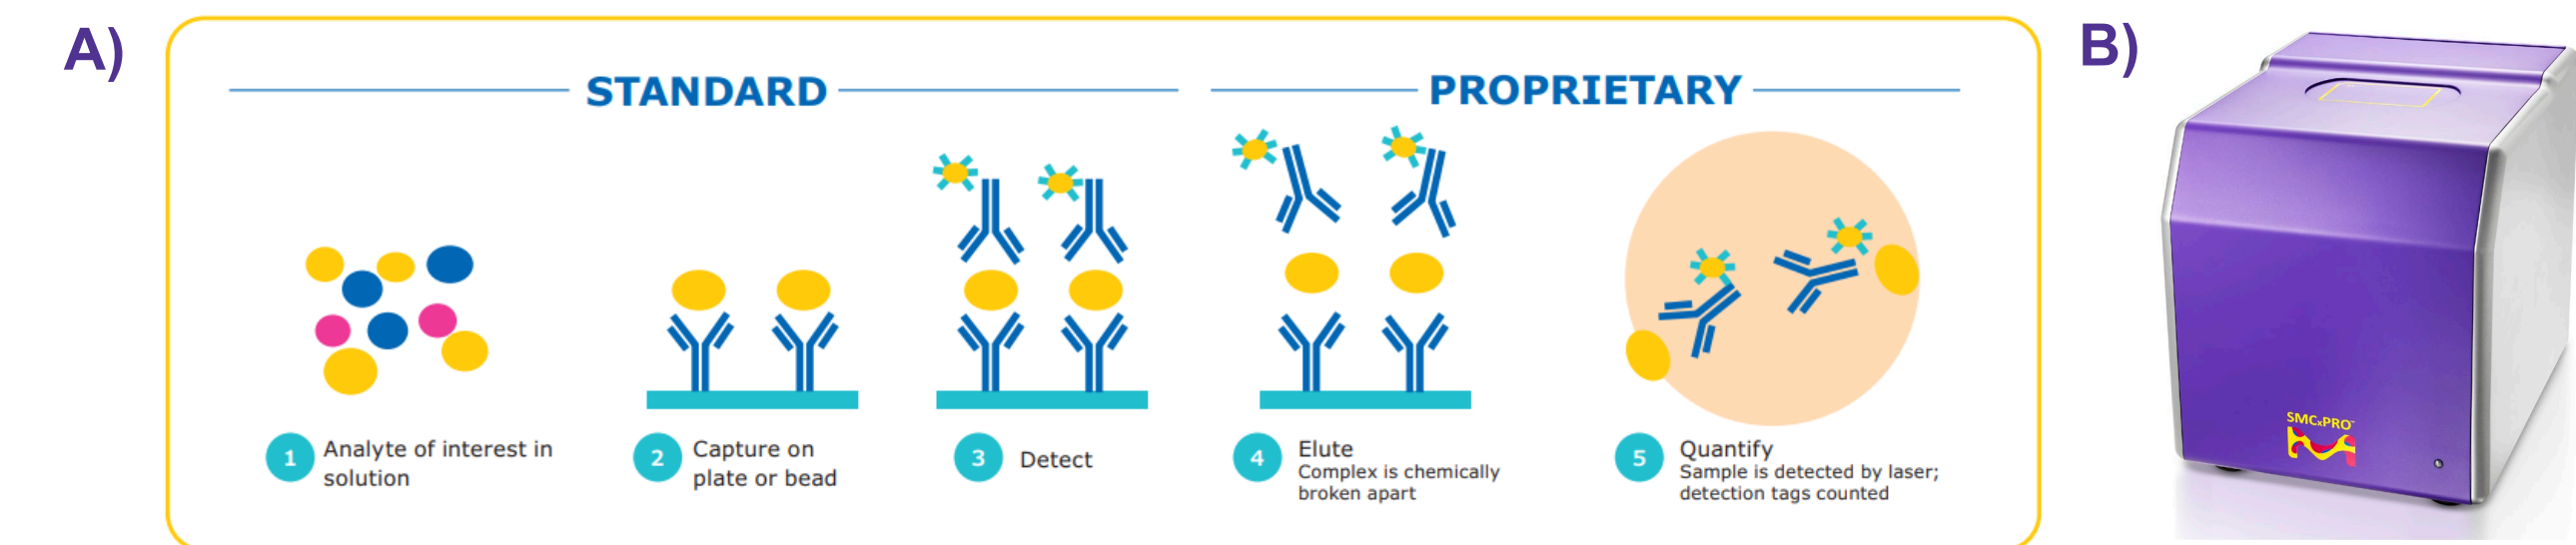 A)
STANDARD
PROPRIETARY
1
Analyte of interest in
solution
2
Capture on
plate or bead
3
Detect
4
Elute
Complex is chemically
broken apart
5
Quantify
Sample is detected by laser;
detection tags counted
B)
SMCxPRO™